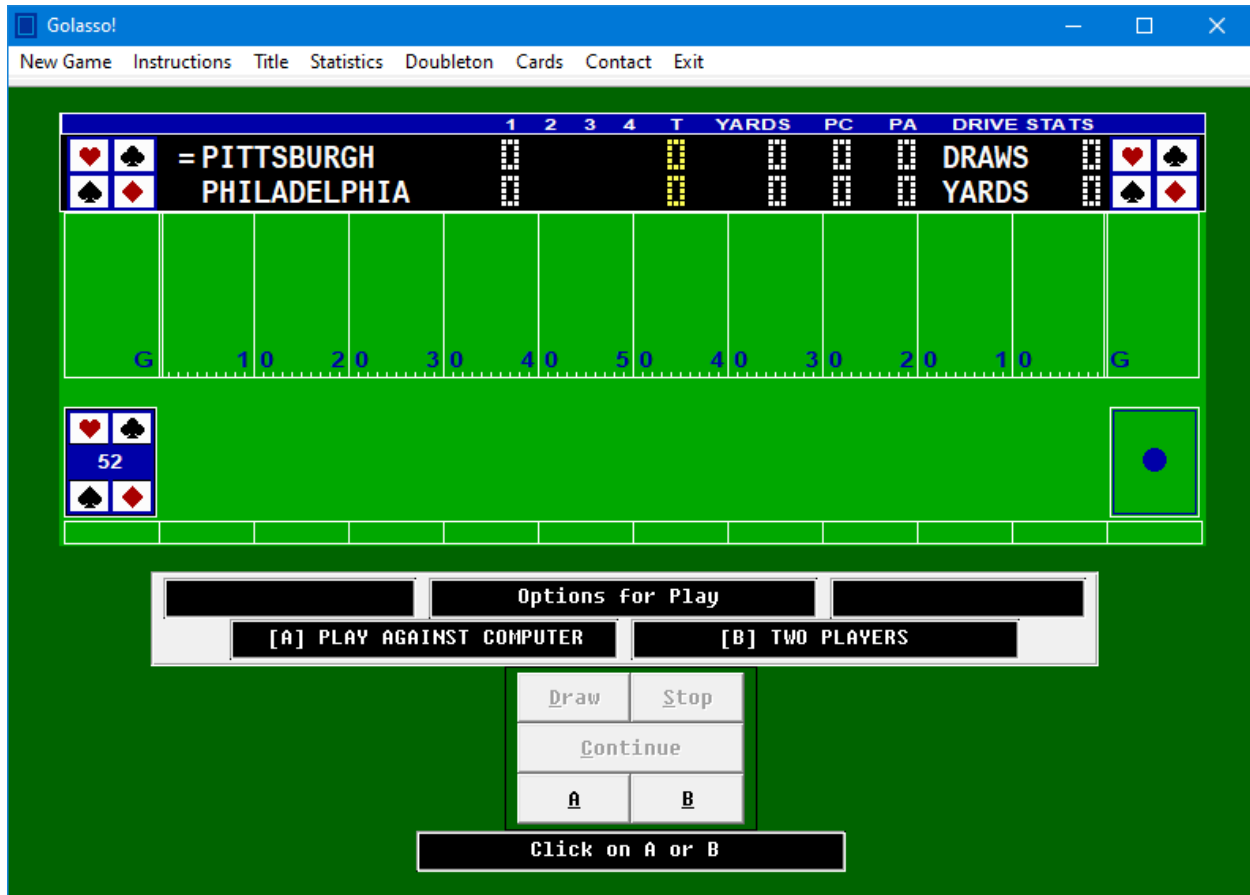 Golasso!
New Game Instructions Title Statistics Doubleton Cards Contact Exit
1 2 3 4 T YARDS PC PA DRIVE STATS
=PITTSBURGH 0 0 0 0 0 DRAWS 0
PHILADELPHIA 0 0 0 0 0 YARDS 0
G 10 20 30 40 50 40 30 20 10 G
52
Options for Play
[A] PLAY AGAINST COMPUTER [B] TWO PLAYERS
Draw Stop
Continue
A B
Click on A or B